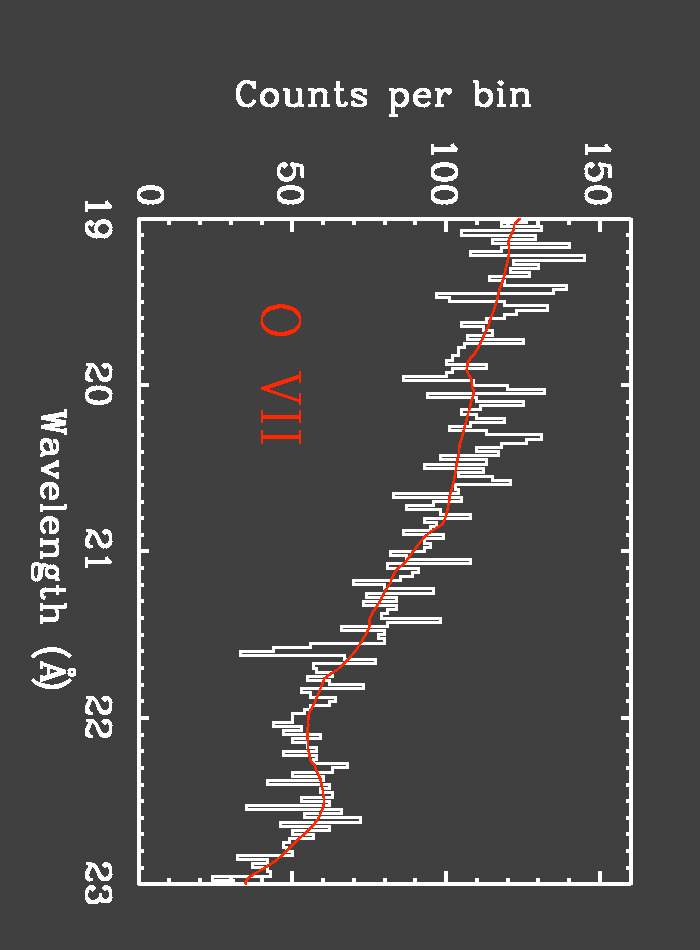 Counts per bin
0 50 100 150
19 20 21 22 23
O VII
Wavelength (Å)